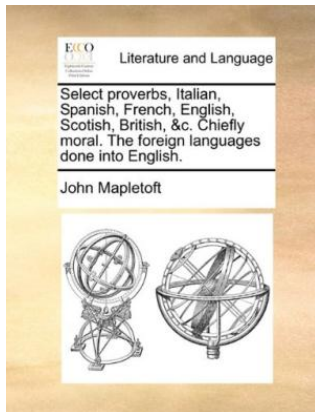 ECCO
Literature and Language
Select proverbs, Italian,
Spanish, French, English,
Scotish, British, &c. Chiefly
moral. The foreign languages
done into English.
John Mapletoft